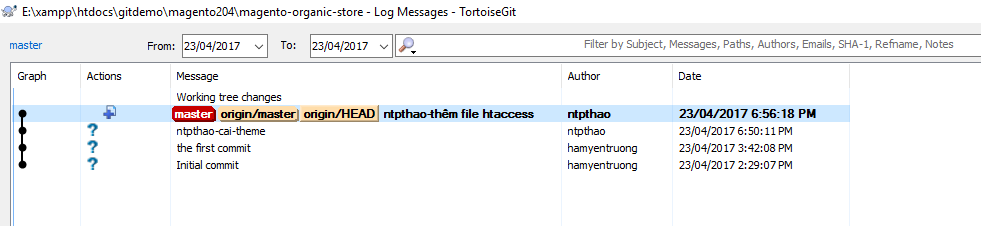 E:\xampp\htdocs\gitdemo\magento204\magento-organic-store - Log Messages - TortoiseGit
master From: 23/04/2017 To: 23/04/2017 Filter by Subject, Messages, Paths, Authors, Emails, SHA-1, Refname, Notes
Graph Actions Message Author Date
Working tree changes
master origin/master origin/HEAD ntpthao-thêm file htaccess ntpthao 23/04/2017 6:56:18 PM
? ntpthao-cai-theme ntpthao 23/04/2017 6:50:11 PM
? the first commit hamyentruong 23/04/2017 3:42:08 PM
? Initial commit hamyentruong 23/04/2017 2:29:07 PM